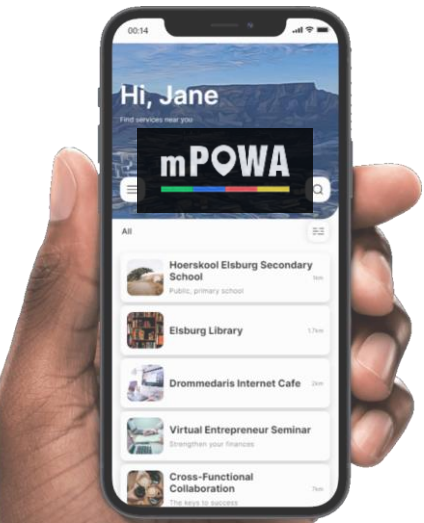 00:14
Hi, Jane
Find services near you
mPOWA
All
Hoerskool Elsburg Secondary
School
1km
Public, primary school
Elsburg Library
1.7km
Drommedaris Internet Cafe
2km
Virtual Entrepreneur Seminar
Strengthen your finances
Cross-Functional
Collaboration
7km
The keys to success